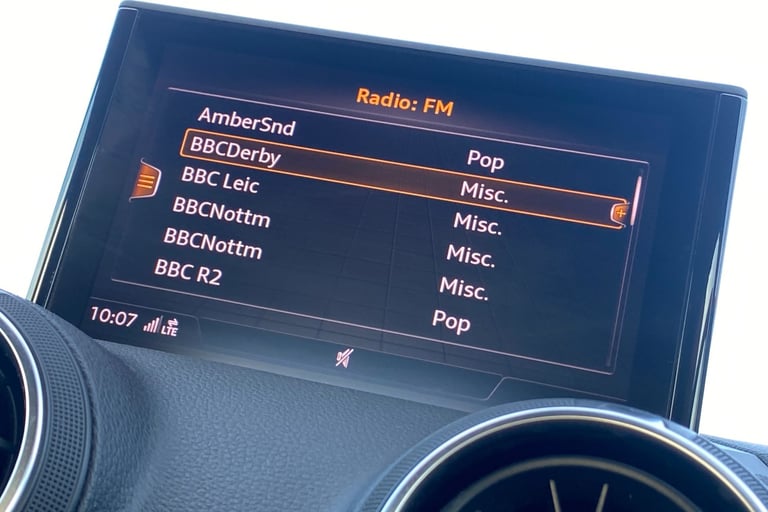 Radio: FM
AmberSnd Pop
BBCDerby Misc.
BBC Leic Misc.
BBCNottm Misc.
BBCNottm Misc.
BBC R2 Pop
10:07 LTE